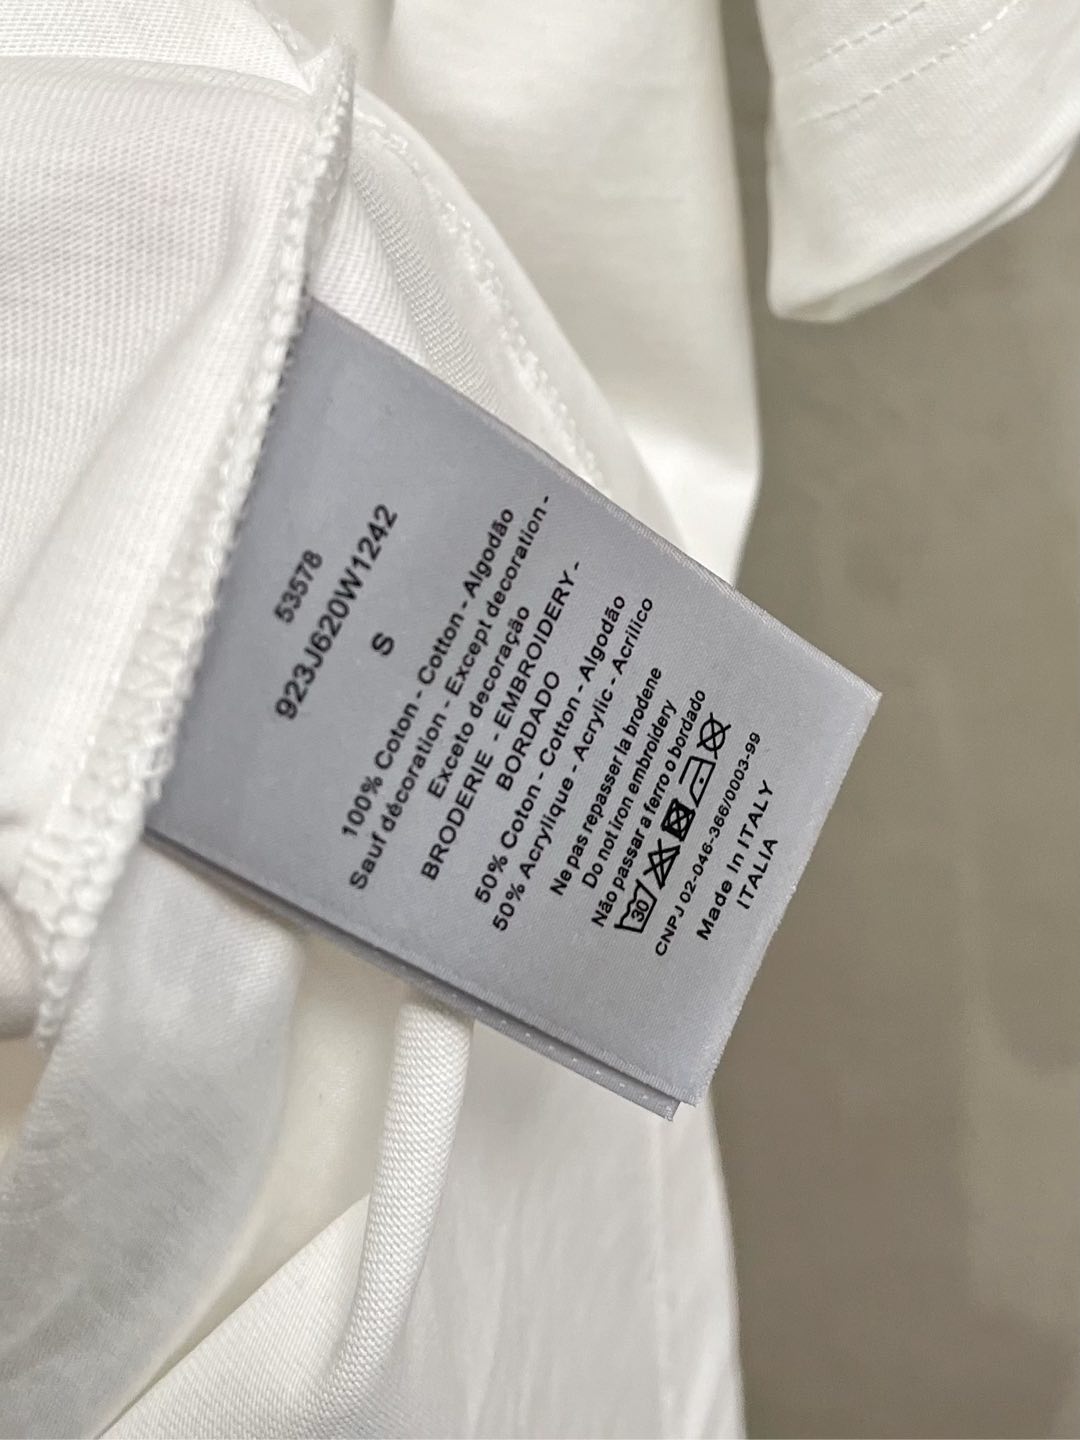 53578
923J620W1242
S
100% Coton - Cotton - Algodão
Sauf décoration - Except decoration -
Exceto decoração
BRODERIE - EMBROIDERY -
BORDADO
50% Coton - Cotton - Algodão
50% Acrylique - Acrylic - Acrilico
Ne pas repasser la brodene
Do not iron embroidery
Não passar a ferro o bordado
30
CNPJ 02-046-366/0003-99
Made In ITALY
ITALIA